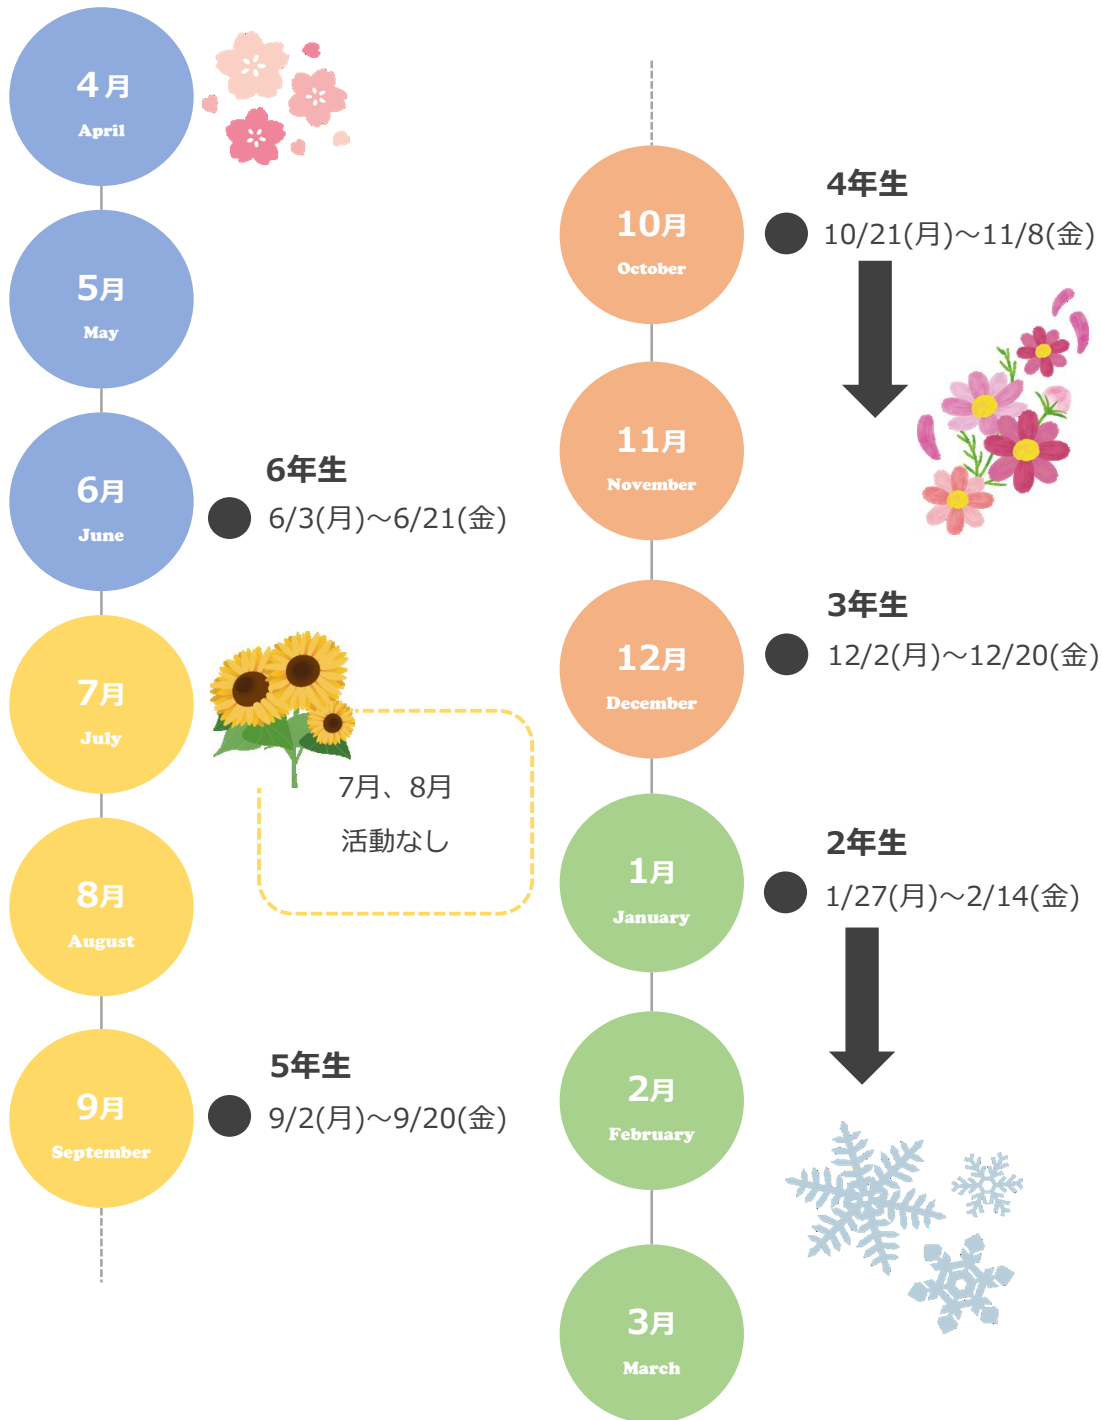 4月
April
5月
May
6月
June
6年生
6/3(月)～6/21(金)
7月
July
7月、8月
活動なし
8月
August
9月
September
5年生
9/2(月)～9/20(金)
10月
October
4年生
10/21(月)～11/8(金)
11月
November
12月
December
3年生
12/2(月)～12/20(金)
1月
January
2年生
1/27(月)～2/14(金)
2月
February
3月
March